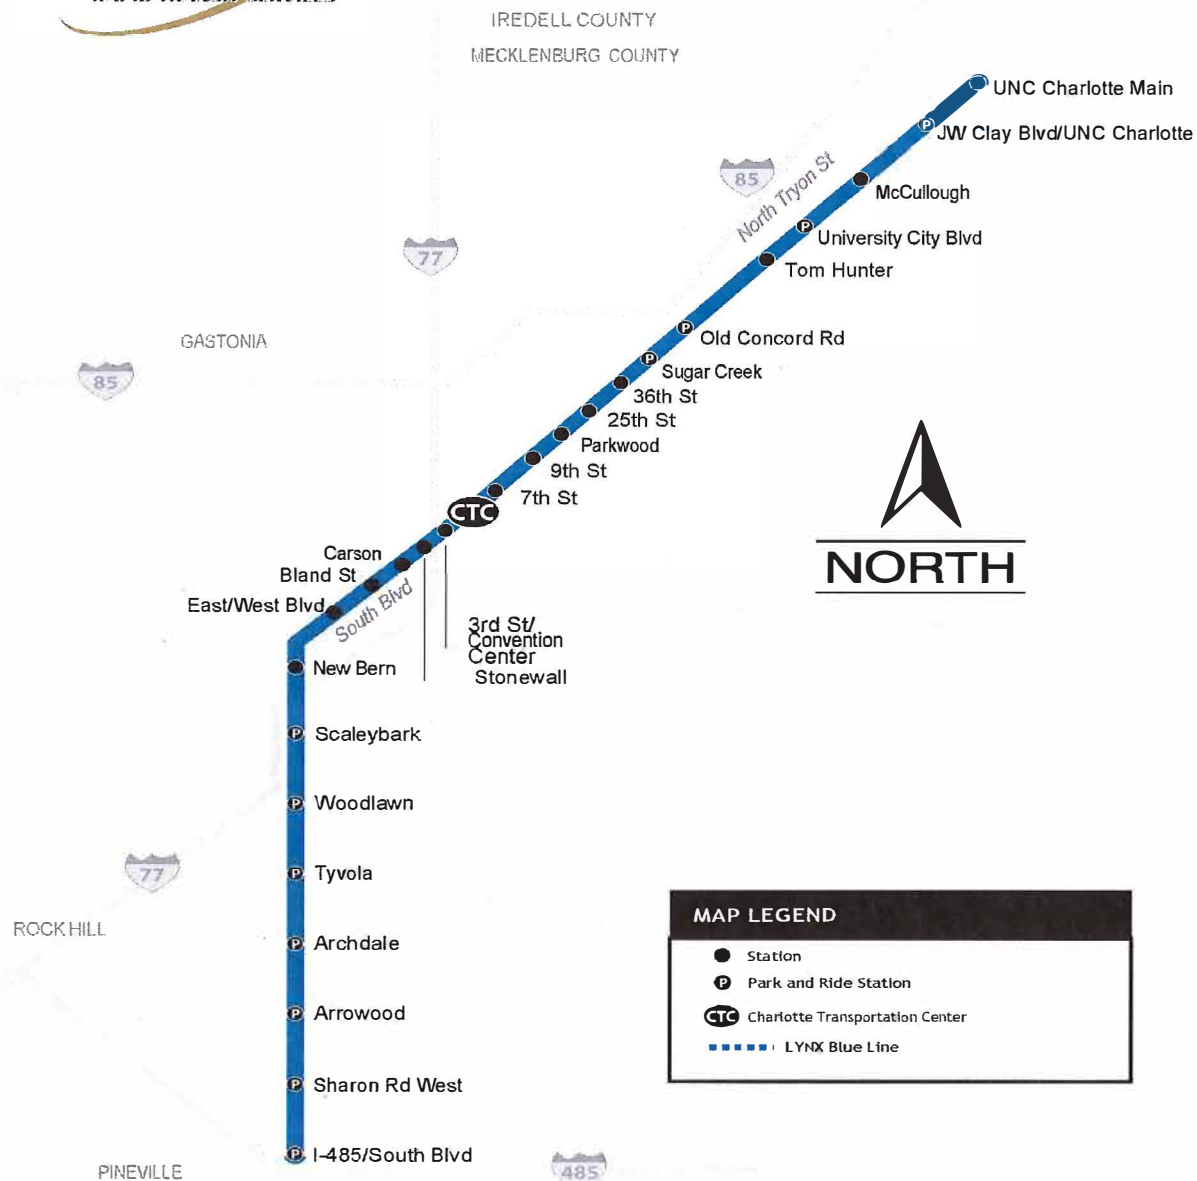 IREDELL COUNTY
MECKLENBURG COUNTY
UNC Charlotte Main
P
JW Clay Blvd/UNC Charlotte
85
North Tryon St
McCullough
P
University City Blvd
77
Tom Hunter
GASTONIA
P
Old Concord Rd
85
P
Sugar Creek
36th St
25th St
Parkwood
9th St
7th St
CTC
Carson
Bland St
East/West Blvd
South Blvd
3rd St/
Convention
Center
Stonewall
NORTH
New Bern
P
Scaleybark
P
Woodlawn
77
P
Tyvola
ROCK HILL
P
Archdale
P
Arrowood
P
Sharon Rd West
P
I-485/South Blvd
PINEVILLE
485
MAP LEGEND
Station
P
Park and Ride Station
CTC
Charlotte Transportation Center
LYNX Blue Line